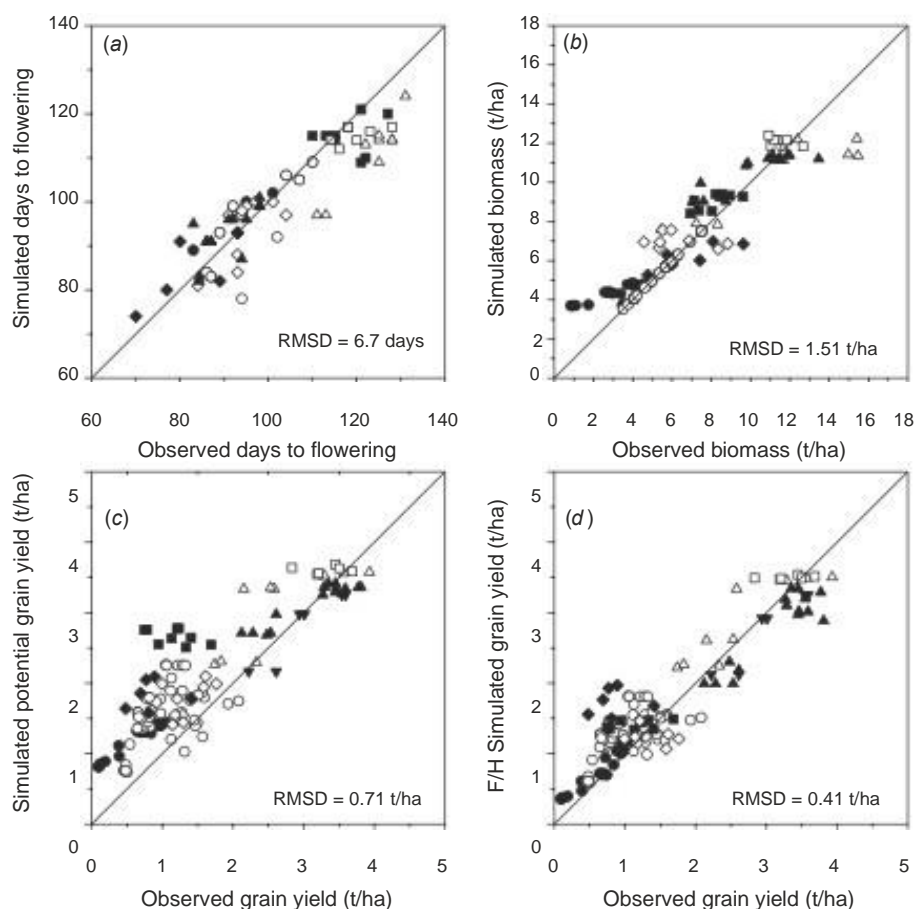 (a)
140
120
100
80
60
Simulated days to flowering
RMSD = 6.7 days
60 80 100 120 140
Observed days to flowering
(b)
18
16
14
12
10
8
6
4
2
0
Simulated biomass (t/ha)
RMSD = 1.51 t/ha
0 2 4 6 8 10 12 14 16 18
Observed biomass (t/ha)
(c)
5
4
3
2
1
0
Simulated potential grain yield (t/ha)
RMSD = 0.71 t/ha
0 1 2 3 4 5
Observed grain yield (t/ha)
(d)
5
4
3
2
1
0
F/H Simulated grain yield (t/ha)
RMSD = 0.41 t/ha
0 1 2 3 4 5
Observed grain yield (t/ha)